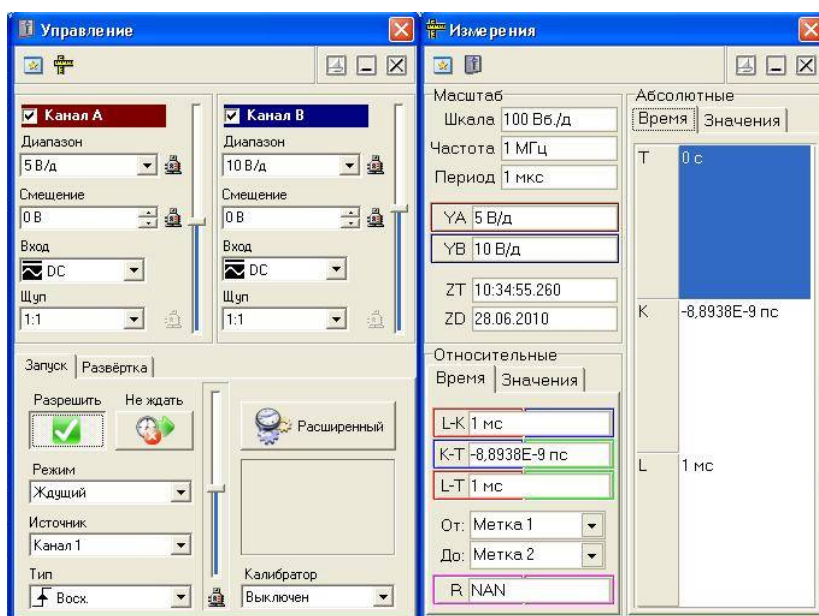 Управление
Канал А
Диапазон
5 В/д
Смещение
0 В
Вход
DC
Щуп
1:1
Канал В
Диапазон
10 В/д
Смещение
0 В
Вход
DC
Щуп
1:1
Запуск Развёртка
Разрешить Не ждать
Режим
Ждущий
Источник
Канал 1
Тип
Восх.
Расширенный
Калибратор
Выключен
Измерения
Масштаб
Шкала 100 Вб./д
Частота 1 МГц
Период 1 мкс
YA 5 В/д
YB 10 В/д
ZT 10:34:55.260
ZD 28.06.2010
Относительные
Время Значения
L-K 1 мс
K-T -8,8938E-9 пс
L-T 1 мс
От: Метка 1
До: Метка 2
R NAN
Абсолютные
Время Значения
T 0 с
K -8,8938E-9 пс
L 1 мс